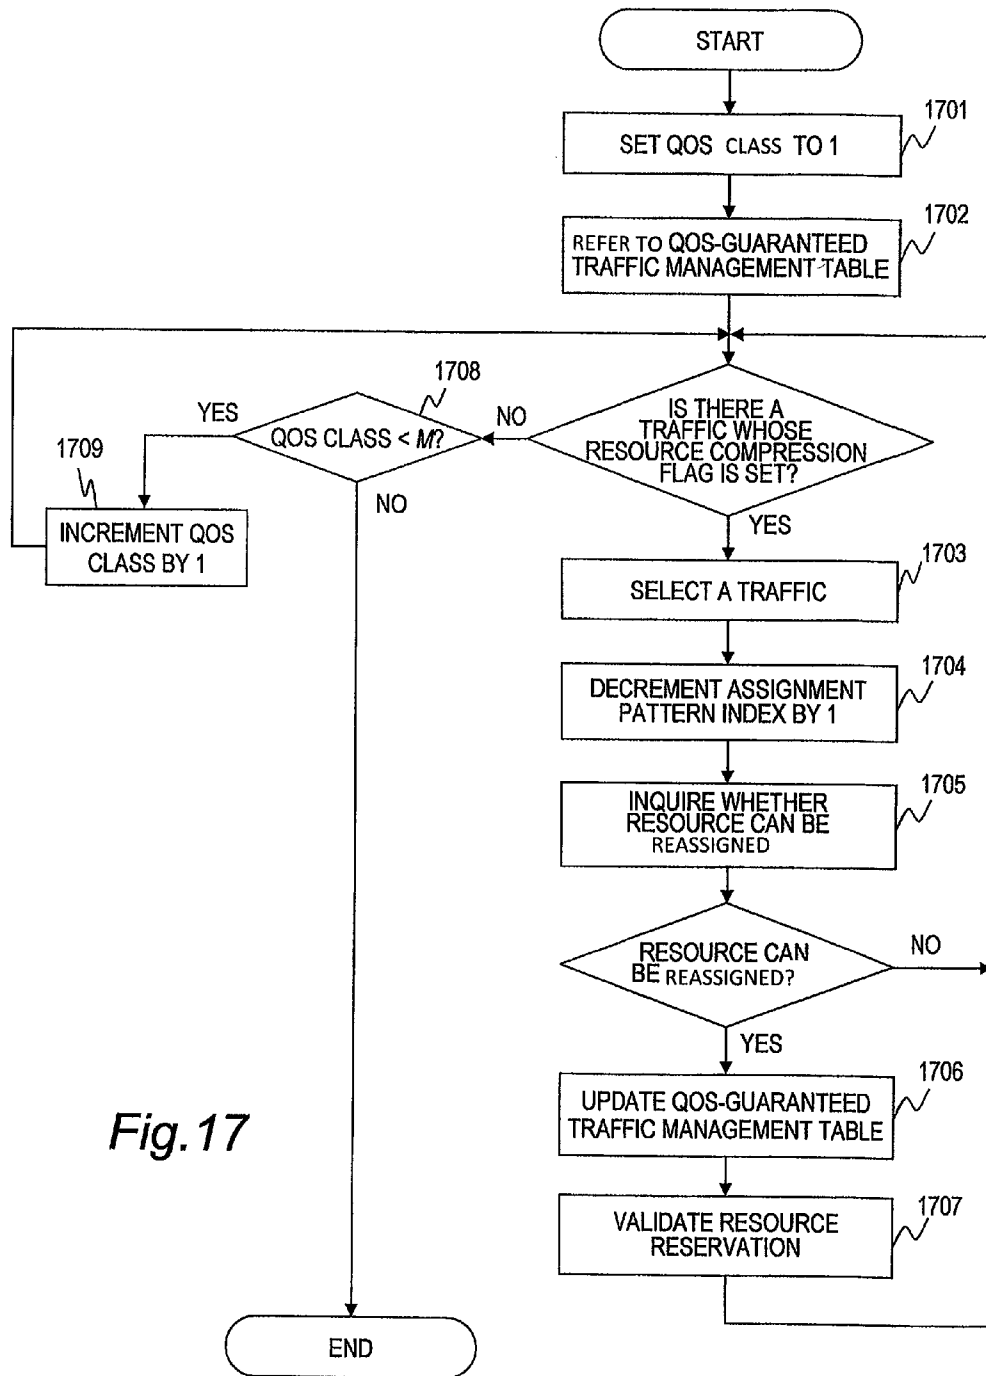 START
1701
SET QOS CLASS TO 1
1702
REFER TO QOS-GUARANTEED
TRAFFIC MANAGEMENT TABLE
1708
YES
QOS CLASS < M?
NO
IS THERE A
TRAFFIC WHOSE
RESOURCE COMPRESSION
FLAG IS SET?
1709
NO
YES
INCREMENT QOS
CLASS BY 1
1703
SELECT A TRAFFIC
1704
DECREMENT ASSIGNMENT
PATTERN INDEX BY 1
1705
INQUIRE WHETHER
RESOURCE CAN BE
REASSIGNED
RESOURCE CAN
BE REASSIGNED?
NO
YES
1706
UPDATE QOS-GUARANTEED
TRAFFIC MANAGEMENT TABLE
Fig.17
1707
VALIDATE RESOURCE
RESERVATION
END